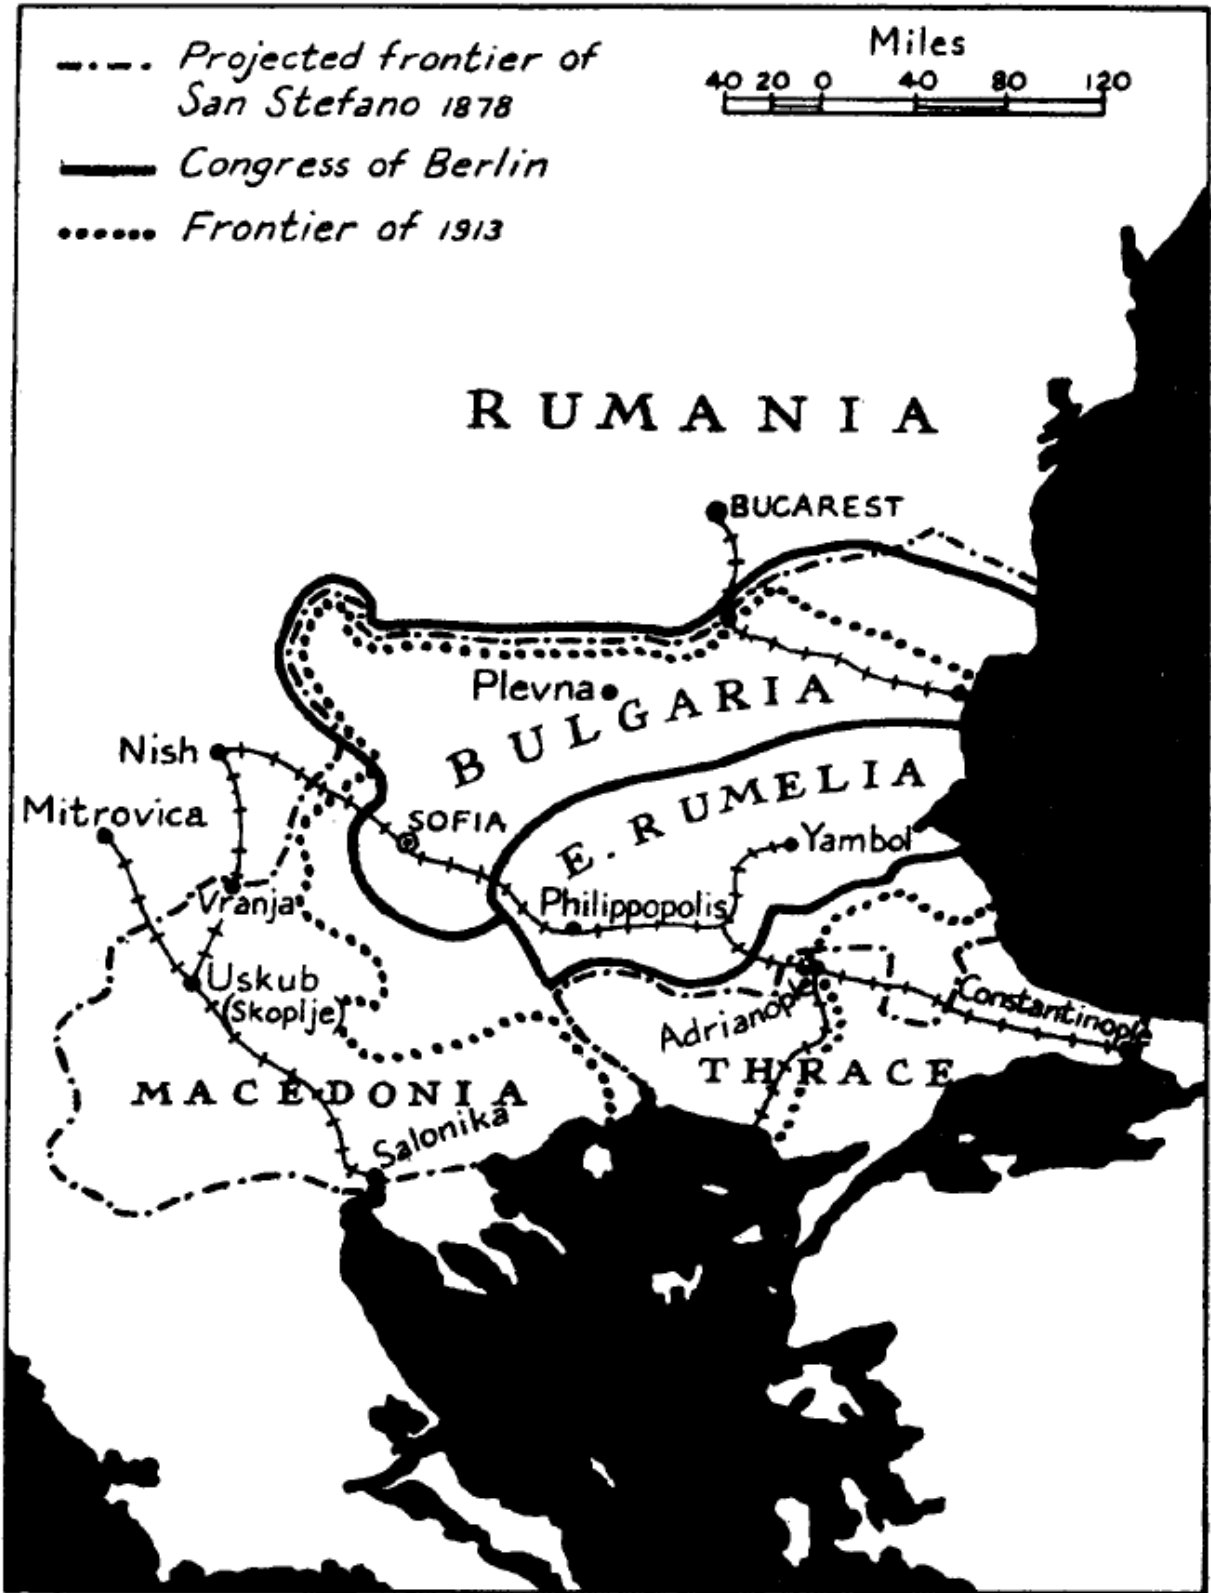 Projected frontier of
San Stefano 1878
Congress of Berlin
Frontier of 1913
Miles
40 20 0 40 80 120
RUMANIA
BUCAREST
Plevna
BULGARIA
Nish
Mitrovica
SOFIA
E. RUMELIA
Yambol
Vranja
Philippopolis
Uskub
(Skoplje)
Adrianople
Constantinople
THRACE
MACEDONIA
Salonika